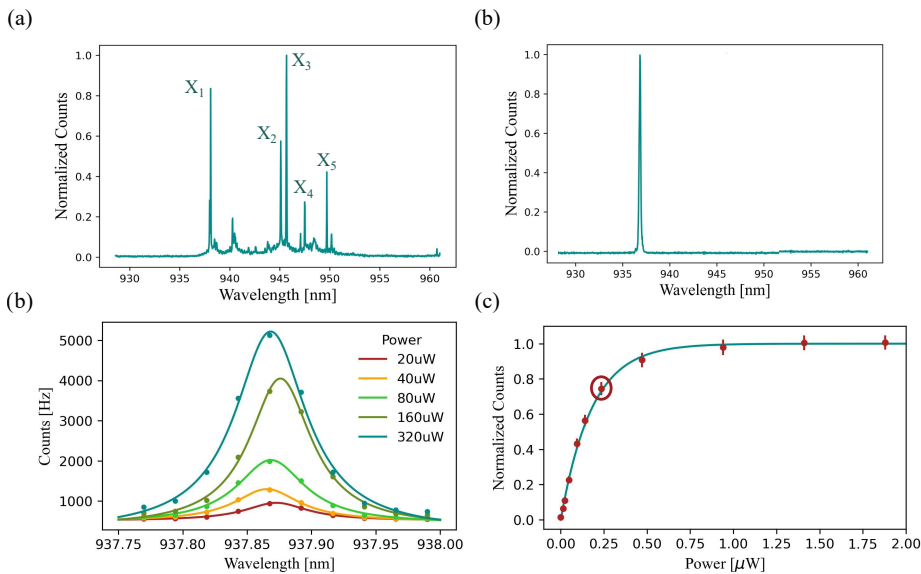 (a)
(b)
Normalized Counts
1.0
0.8
0.6
0.4
0.2
0.0
X1
X2
X3
X4
X5
930
935
940
945
950
955
960
Wavelength [nm]
Normalized Counts
1.0
0.8
0.6
0.4
0.2
0.0
930
935
940
945
950
955
960
Wavelength [nm]
(b)
(c)
Counts [Hz]
5000
4000
3000
2000
1000
Power
20uW
40uW
80uW
160uW
320uW
937.75
937.80
937.85
937.90
937.95
938.00
Wavelength [nm]
Normalized Counts
1.0
0.8
0.6
0.4
0.2
0.0
0.00
0.25
0.50
0.75
1.00
1.25
1.50
1.75
2.00
Power [μW]